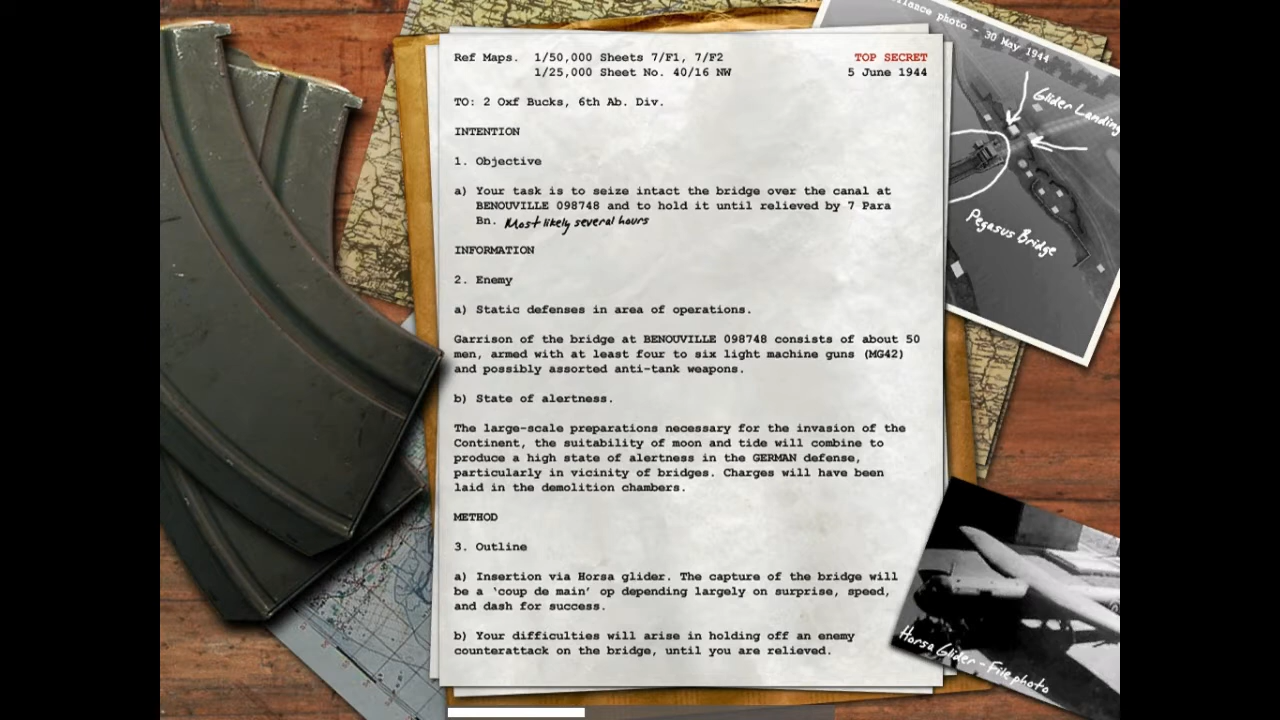 Ref Maps. 1/50,000 Sheets 7/F1, 7/F2
TOP SECRET
1/25,000 Sheet No. 40/16 NW
5 June 1944
TO: 2 Oxf Bucks, 6th Ab. Div.
INTENTION
1. Objective
a) Your task is to seize intact the bridge over the canal at
BENOUVILLE 098748 and to hold it until relieved by 7 Para
Bn. Most likely several hours
INFORMATION
2. Enemy
a) Static defenses in area of operations.
Garrison of the bridge at BENOUVILLE 098748 consists of about 50
men, armed with at least four to six light machine guns (MG42)
and possibly assorted anti-tank weapons.
b) State of alertness.
The large-scale preparations necessary for the invasion of the
Continent, the suitability of moon and tide will combine to
produce a high state of alertness in the GERMAN defense,
particularly in vicinity of bridges. Charges will have been
laid in the demolition chambers.
METHOD
3. Outline
a) Insertion via Horsa glider. The capture of the bridge will
be a 'coup de main' op depending largely on surprise, speed,
and dash for success.
b) Your difficulties will arise in holding off an enemy
counterattack on the bridge, until you are relieved.
photo - 30 May 1944
Glider Landing
Pegasus Bridge
Horsa Glider - File photo